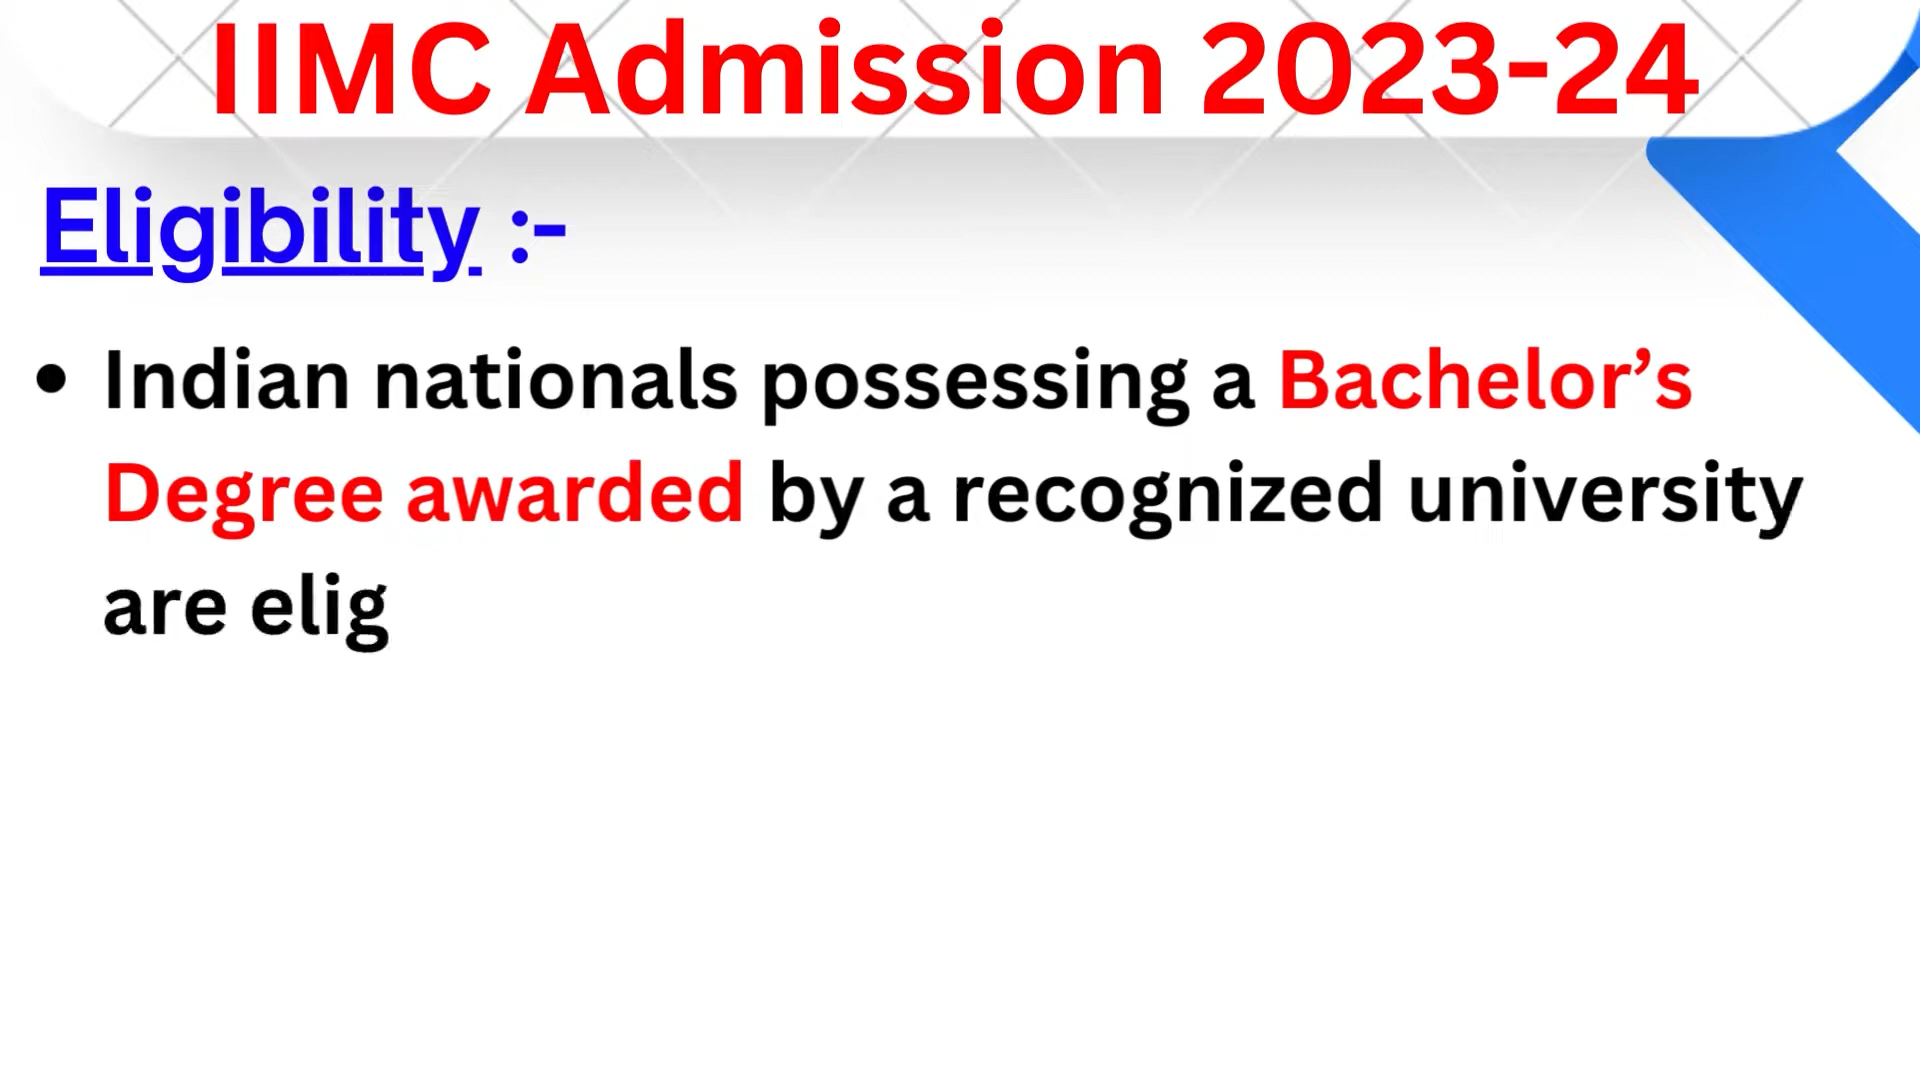 IIMC Admission 2023-24
Eligibility :-
• Indian nationals possessing a Bachelor’s
Degree awarded by a recognized university
are elig